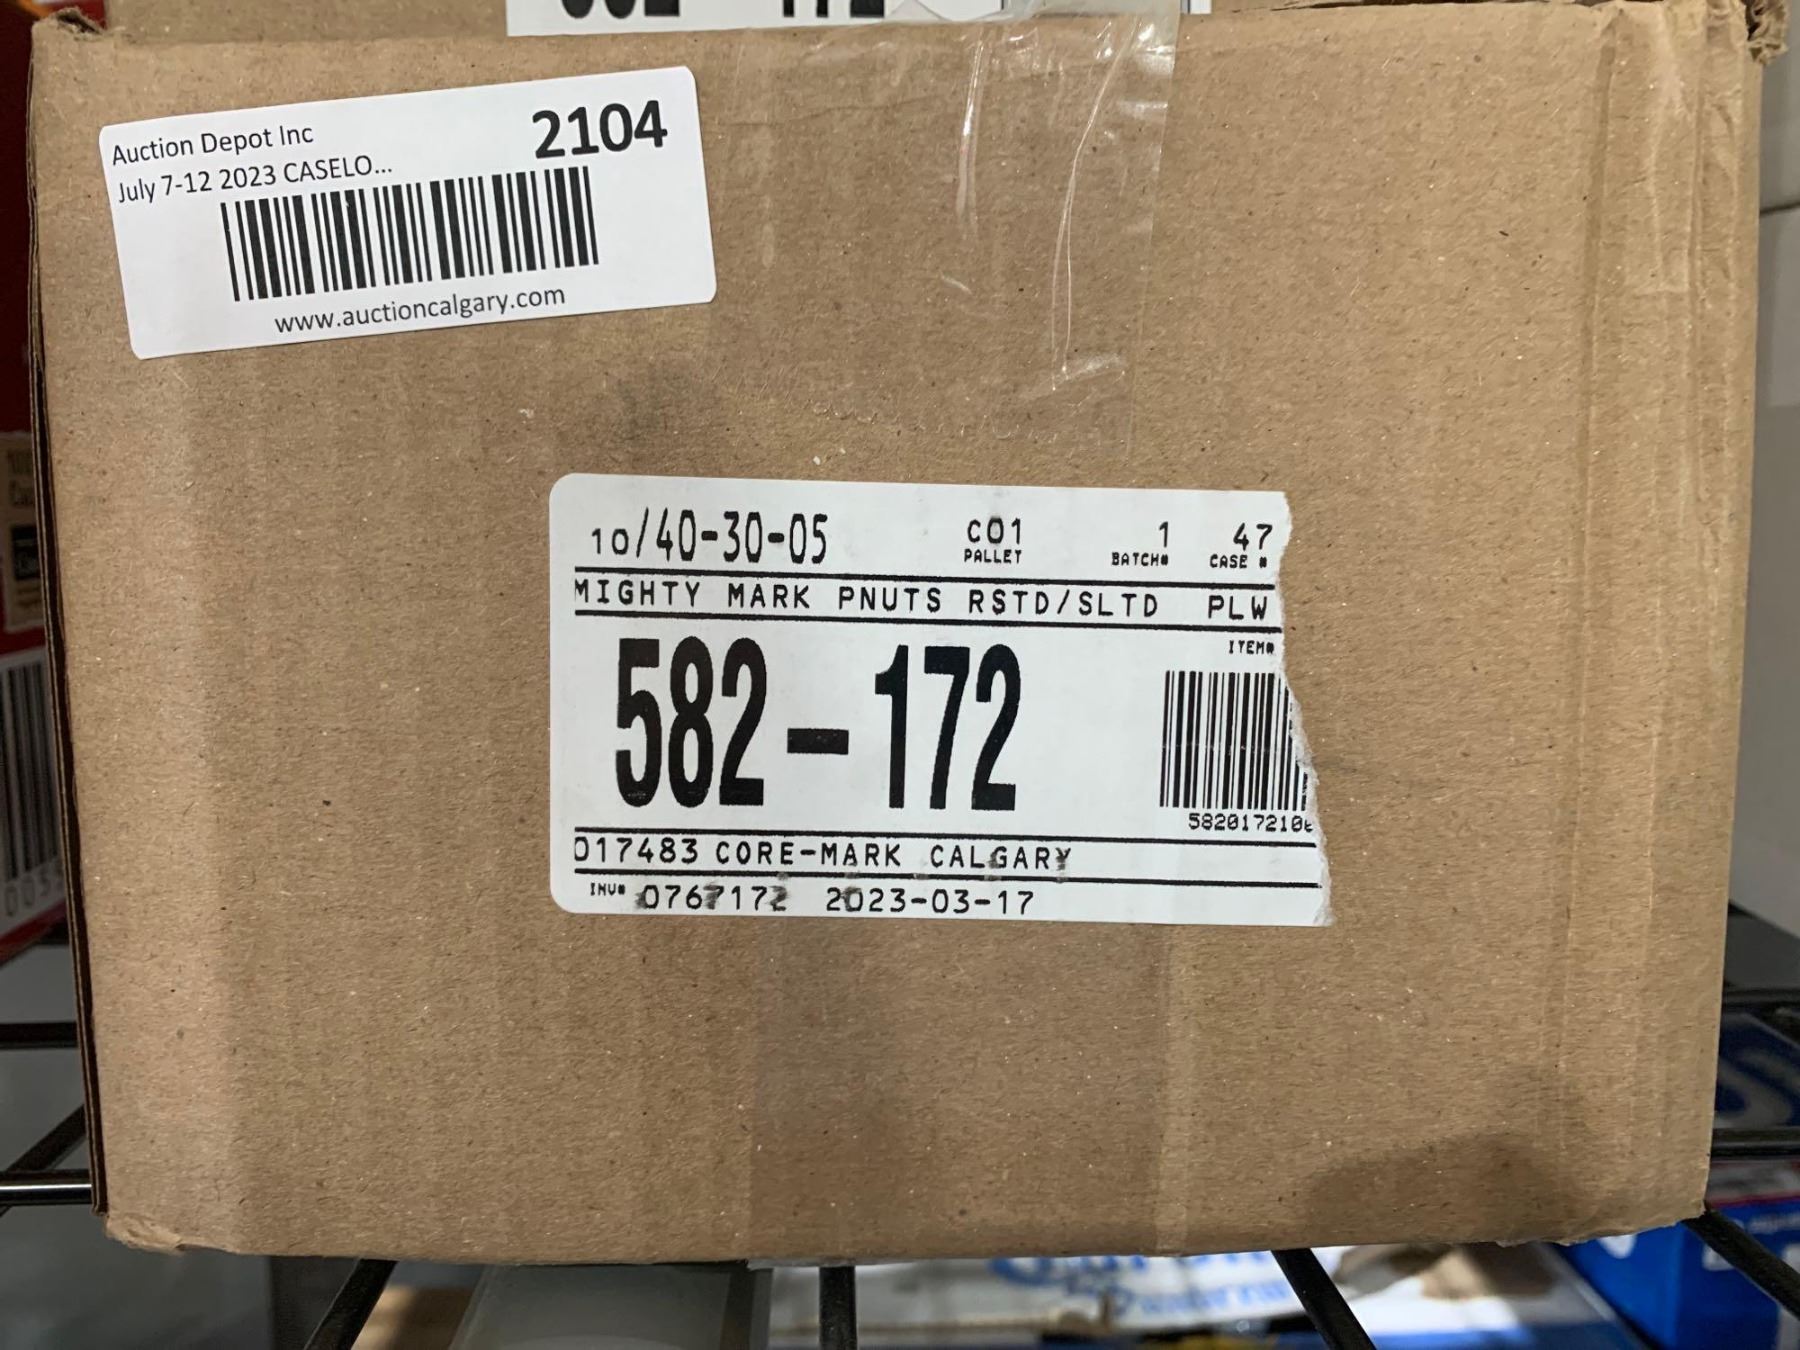 Auction Depot Inc 2104
July 7-12 2023 CASELO...
www.auctioncalgary.com
10/40-30-05 C01 1 47
PALLET BATCH# CASE #
MIGHTY MARK PNUTS RSTD/SLTD PLW
ITEM#
582-172
5820172106
017483 CORE-MARK CALGARY
INV# 0767172 2023-03-17